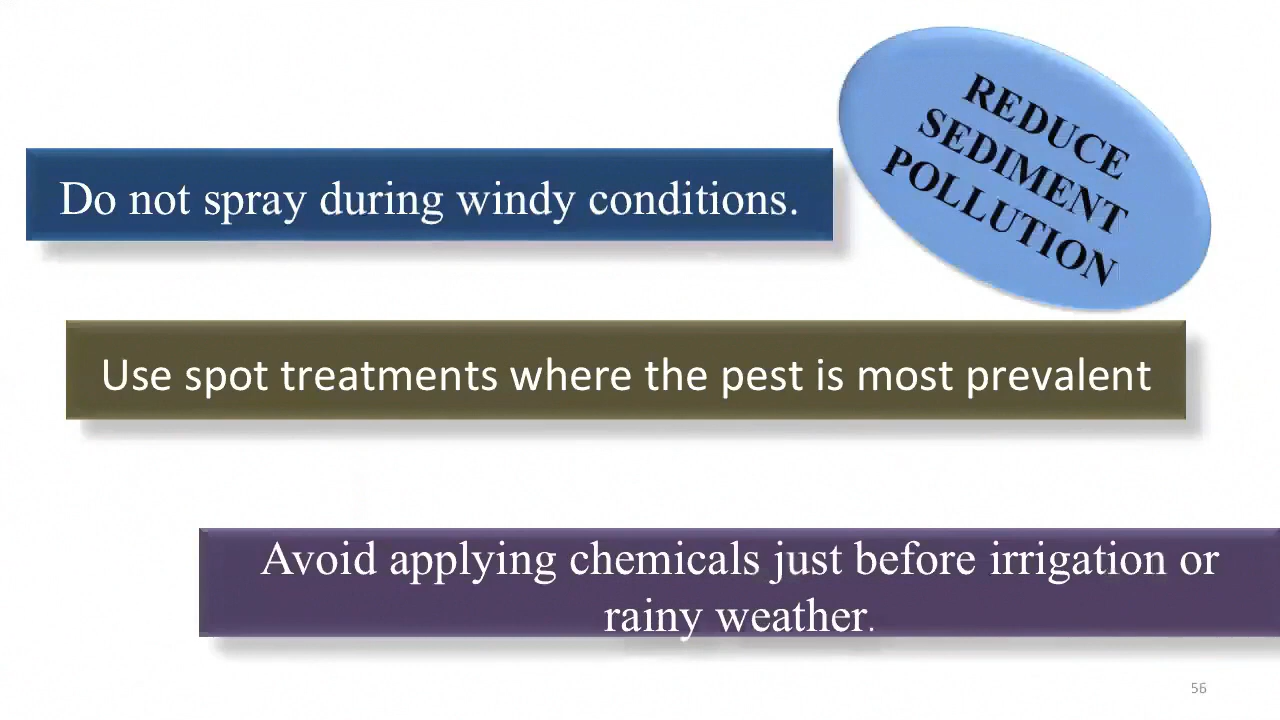 REDUCE
SEDIMENT
POLLUTION
Do not spray during windy conditions.
Use spot treatments where the pest is most prevalent
Avoid applying chemicals just before irrigation or
rainy weather.
56